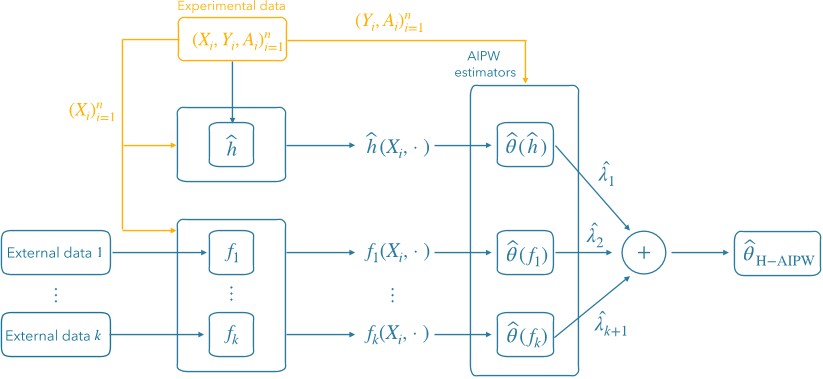 Experimental data
(X_i, Y_i, A_i)_{i=1}^n
(Y_i, A_i)_{i=1}^n
AIPW
estimators
(X_i)_{i=1}^n
ĥ
ĥ(X_i, ·)
θ̂(ĥ)
λ̂_1
External data 1
f_1
f_1(X_i, ·)
θ̂(f_1)
λ̂_2
+
θ̂_{H−AIPW}
⋮
⋮
⋮
External data k
f_k
f_k(X_i, ·)
θ̂(f_k)
λ̂_{k+1}